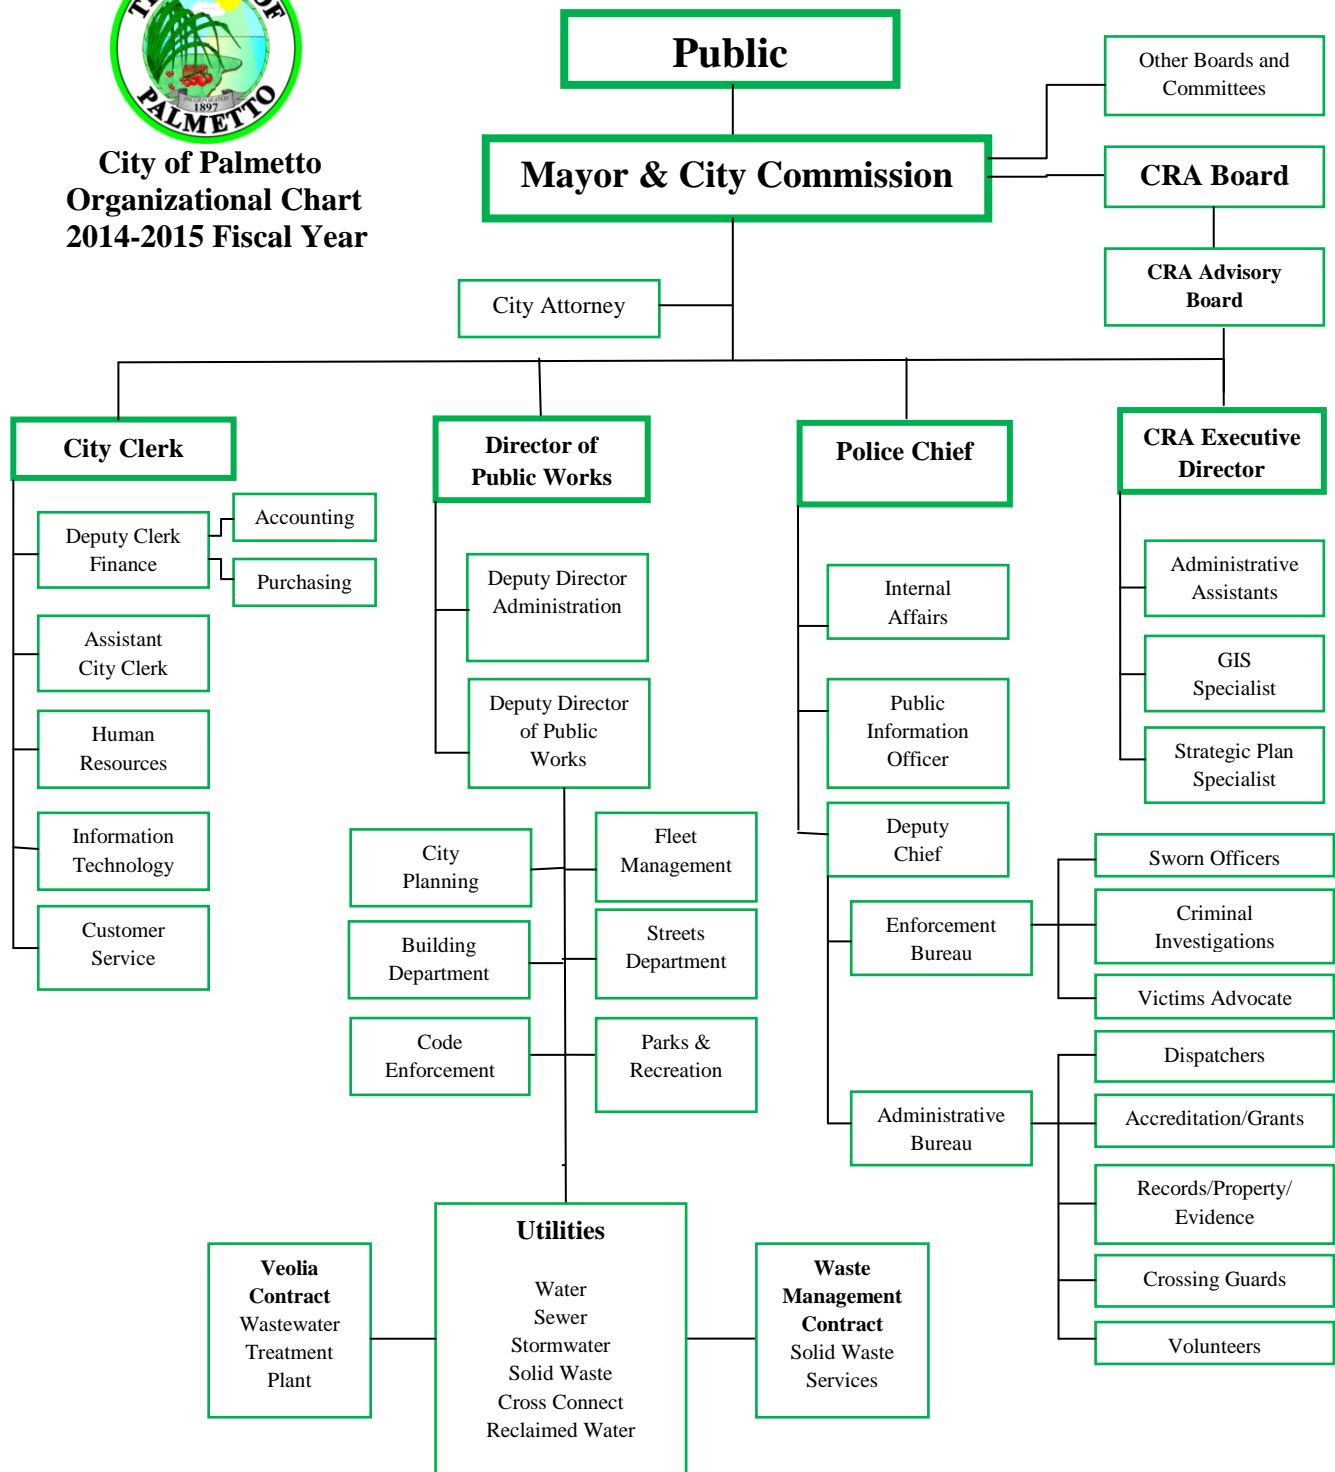 OF
INCORPORATED
1897
PALMETTO
City of Palmetto
Organizational Chart
2014-2015 Fiscal Year
Public
Mayor & City Commission
Other Boards and
Committees
CRA Board
CRA Advisory
Board
City Attorney
City Clerk
Director of
Public Works
Police Chief
CRA Executive
Director
Deputy Clerk
Finance
Accounting
Purchasing
Assistant
City Clerk
Human
Resources
Information
Technology
Customer
Service
Deputy Director
Administration
Deputy Director
of Public
Works
City
Planning
Fleet
Management
Building
Department
Streets
Department
Code
Enforcement
Parks &
Recreation
Utilities
Water
Sewer
Stormwater
Solid Waste
Cross Connect
Reclaimed Water
Veolia
Contract
Wastewater
Treatment
Plant
Waste
Management
Contract
Solid Waste
Services
Internal
Affairs
Public
Information
Officer
Deputy
Chief
Enforcement
Bureau
Administrative
Bureau
Administrative
Assistants
GIS
Specialist
Strategic Plan
Specialist
Sworn Officers
Criminal
Investigations
Victims Advocate
Dispatchers
Accreditation/Grants
Records/Property/
Evidence
Crossing Guards
Volunteers